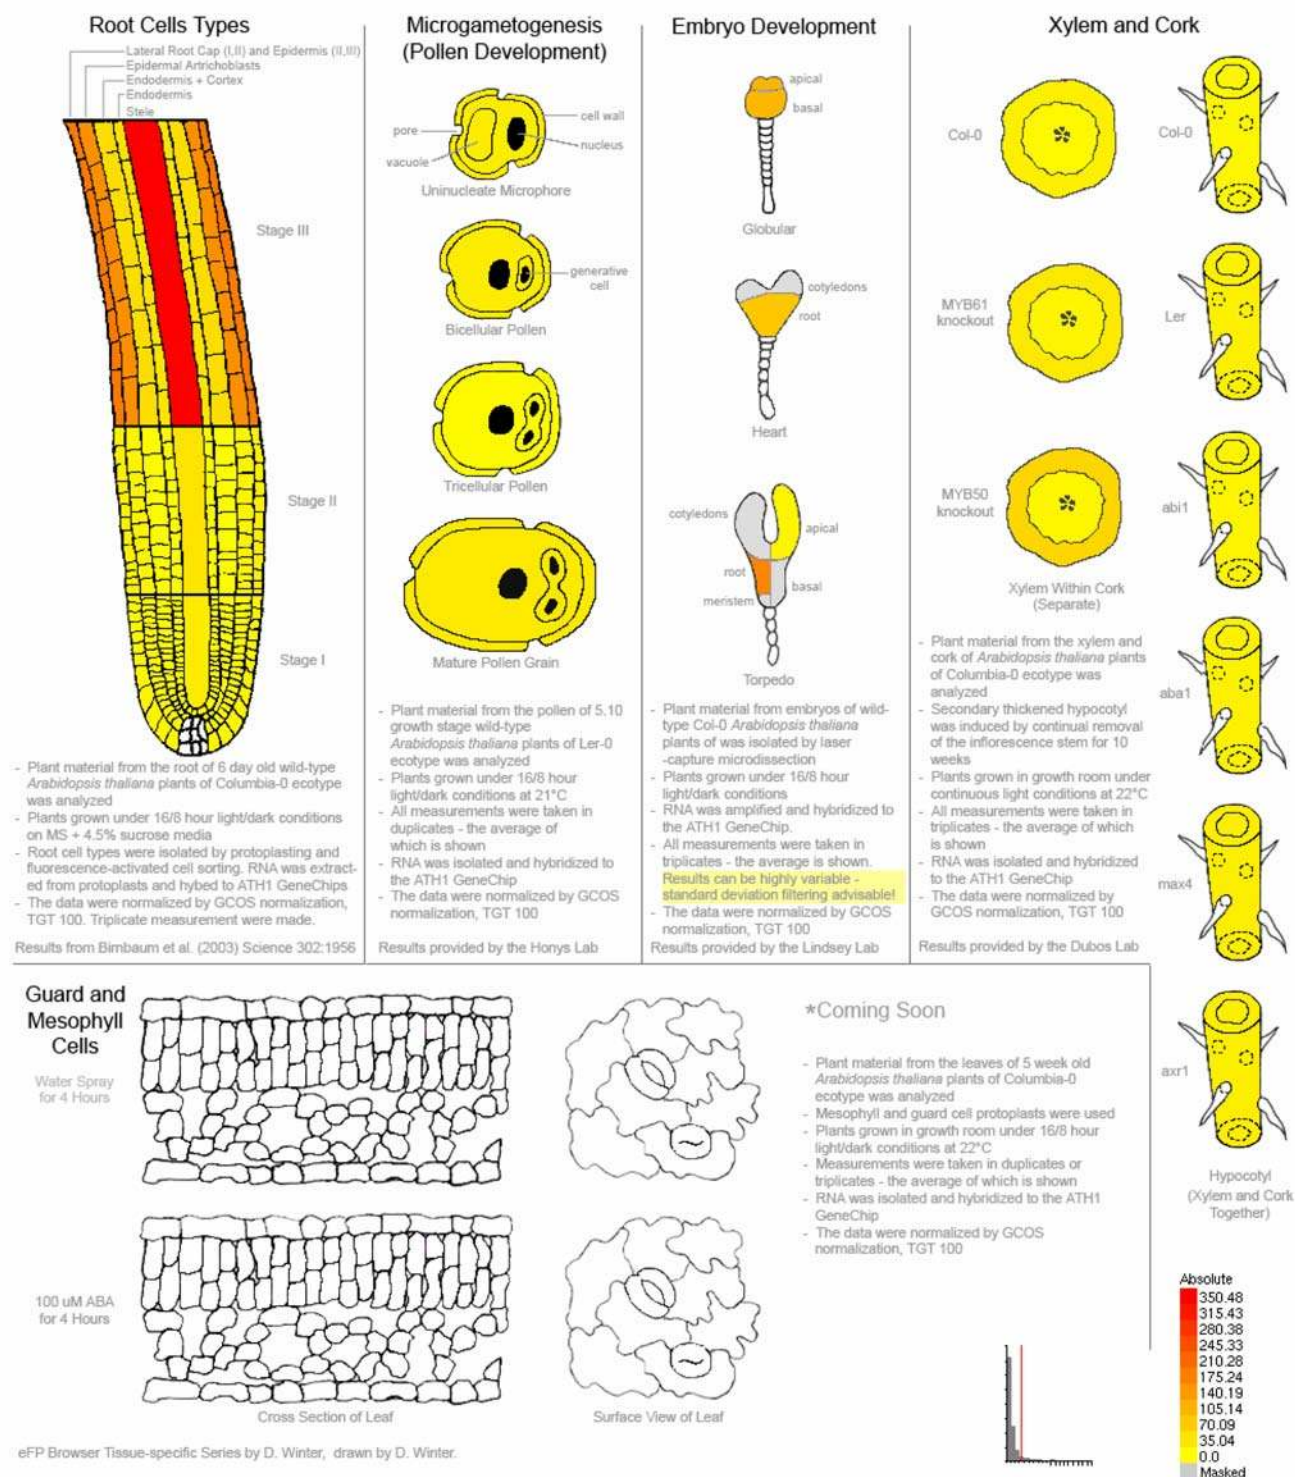 Root Cells Types
Lateral Root Cap (I,II) and Epidermis (II,III)
Epidermal Artrichoblasts
Endodermis + Cortex
Endodermis
Stele
Stage III
Stage II
Stage I
- Plant material from the root of 6 day old wild-type
Arabidopsis thaliana plants of Columbia-0 ecotype
was analyzed
- Plants grown under 16/8 hour light/dark conditions
on MS + 4.5% sucrose media
- Root cell types were isolated by protoplasting and
fluorescence-activated cell sorting. RNA was extract-
ed from protoplasts and hybed to ATH1 GeneChips
- The data were normalized by GCOS normalization,
TGT 100. Triplicate measurement were made.
Results from Birnbaum et al. (2003) Science 302:1956
Microgametogenesis
(Pollen Development)
cell wall
pore
nucleus
vacuole
Uninucleate Microphore
generative
cell
Bicellular Pollen
Tricellular Pollen
Mature Pollen Grain
- Plant material from the pollen of 5.10
growth stage wild-type
Arabidopsis thaliana plants of Ler-0
ecotype was analyzed
- Plants grown under 16/8 hour
light/dark conditions at 21°C
- All measurements were taken in
duplicates - the average of
which is shown
- RNA was isolated and hybridized to
the ATH1 GeneChip
- The data were normalized by GCOS
normalization, TGT 100
Results provided by the Honys Lab
Embryo Development
apical
basal
Globular
cotyledons
root
Heart
cotyledons
apical
root
basal
meristem
Torpedo
- Plant material from embryos of wild-
type Col-0 Arabidopsis thaliana
plants of was isolated by laser
-capture microdissection
- Plants grown under 16/8 hour
light/dark conditions
- RNA was amplified and hybridized to
the ATH1 GeneChip.
- All measurements were taken in
triplicates - the average is shown.
Results can be highly variable -
standard deviation filtering advisable!
- The data were normalized by GCOS
normalization, TGT 100
Results provided by the Lindsey Lab
Xylem and Cork
Col-0
MYB61
knockout
MYB50
knockout
Xylem Within Cork
(Separate)
- Plant material from the xylem and
cork of Arabidopsis thaliana plants
of Columbia-0 ecotype was
analyzed
- Secondary thickened hypocotyl
was induced by continual removal
of the inflorescence stem for 10
weeks
- Plants grown in growth room under
continuous light conditions at 22°C
- All measurements were taken in
triplicates - the average of which
is shown
- RNA was isolated and hybridized
to the ATH1 GeneChip
- The data were normalized by
GCOS normalization, TGT 100
Results provided by the Dubos Lab
Col-0
Ler
abi1
aba1
max4
axr1
Hypocotyl
(Xylem and Cork
Together)
Guard and
Mesophyll
Cells
Water Spray
for 4 Hours
100 uM ABA
for 4 Hours
Cross Section of Leaf
Surface View of Leaf
*Coming Soon
- Plant material from the leaves of 5 week old
Arabidopsis thaliana plants of Columbia-0
ecotype was analyzed
- Mesophyll and guard cell protoplasts were used
- Plants grown in growth room under 16/8 hour
light/dark conditions at 22°C
- Measurements were taken in duplicates or
triplicates - the average of which is shown
- RNA was isolated and hybridized to the ATH1
GeneChip
- The data were normalized by GCOS
normalization, TGT 100
Absolute
350.48
315.43
280.38
245.33
210.28
175.24
140.19
105.14
70.09
35.04
0.0
Masked
eFP Browser Tissue-specific Series by D. Winter, drawn by D. Winter.